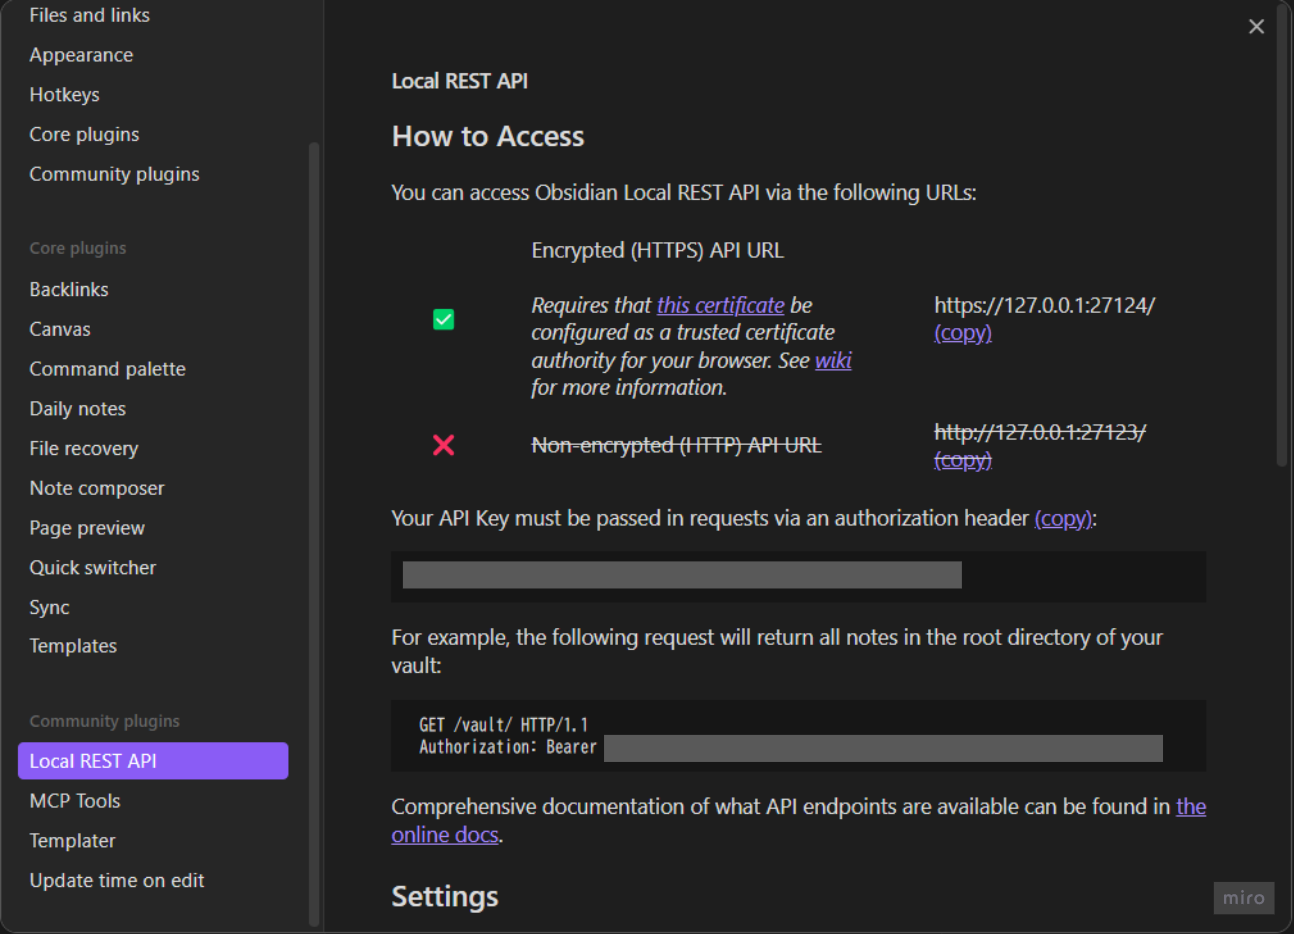 Files and links
Appearance
Hotkeys
Core plugins
Community plugins
Core plugins
Backlinks
Canvas
Command palette
Daily notes
File recovery
Note composer
Page preview
Quick switcher
Sync
Templates
Community plugins
Local REST API
MCP Tools
Templater
Update time on edit
Local REST API
How to Access
You can access Obsidian Local REST API via the following URLs:
Encrypted (HTTPS) API URL
Requires that this certificate be
configured as a trusted certificate
authority for your browser. See wiki
for more information.
https://127.0.0.1:27124/
(copy)
Non-encrypted (HTTP) API URL
http://127.0.0.1:27123/
(copy)
Your API Key must be passed in requests via an authorization header (copy):
For example, the following request will return all notes in the root directory of your
vault:
GET /vault/ HTTP/1.1
Authorization: Bearer
Comprehensive documentation of what API endpoints are available can be found in the
online docs.
Settings
miro